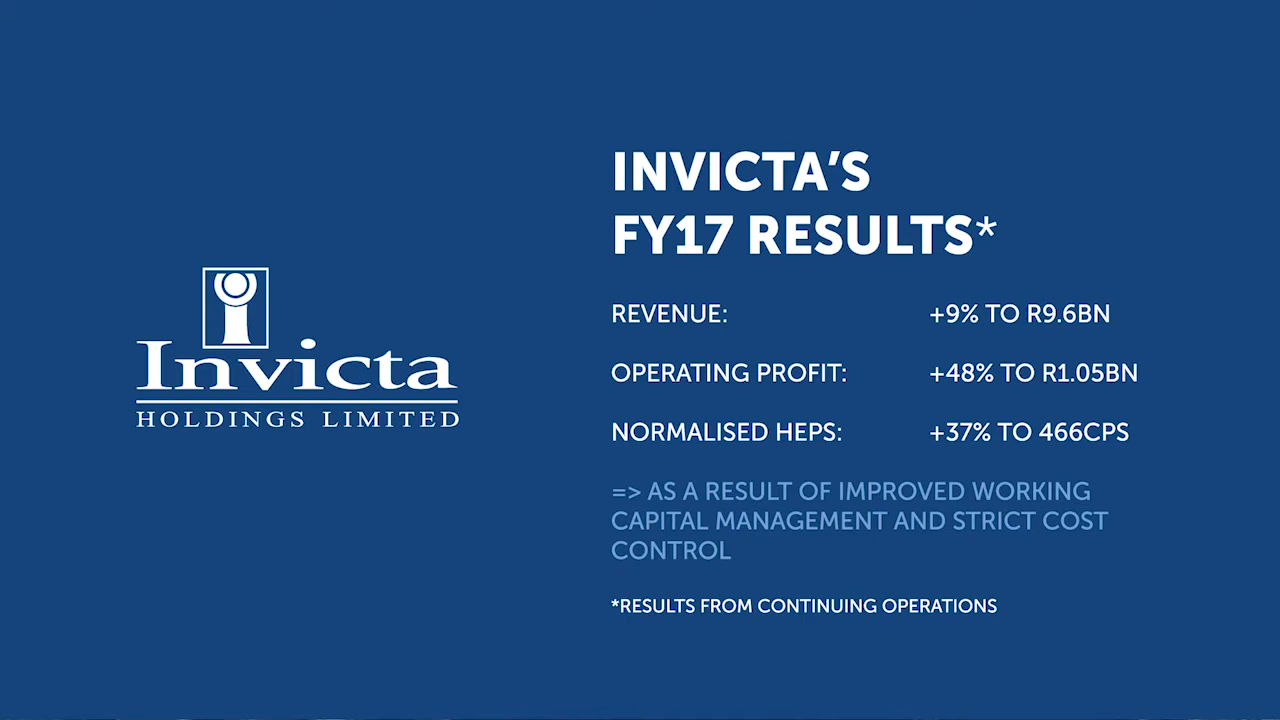 Invicta
HOLDINGS LIMITED
INVICTA’S
FY17 RESULTS*
REVENUE: +9% TO R9.6BN
OPERATING PROFIT: +48% TO R1.05BN
NORMALISED HEPS: +37% TO 466CPS
=> AS A RESULT OF IMPROVED WORKING
CAPITAL MANAGEMENT AND STRICT COST
CONTROL
*RESULTS FROM CONTINUING OPERATIONS